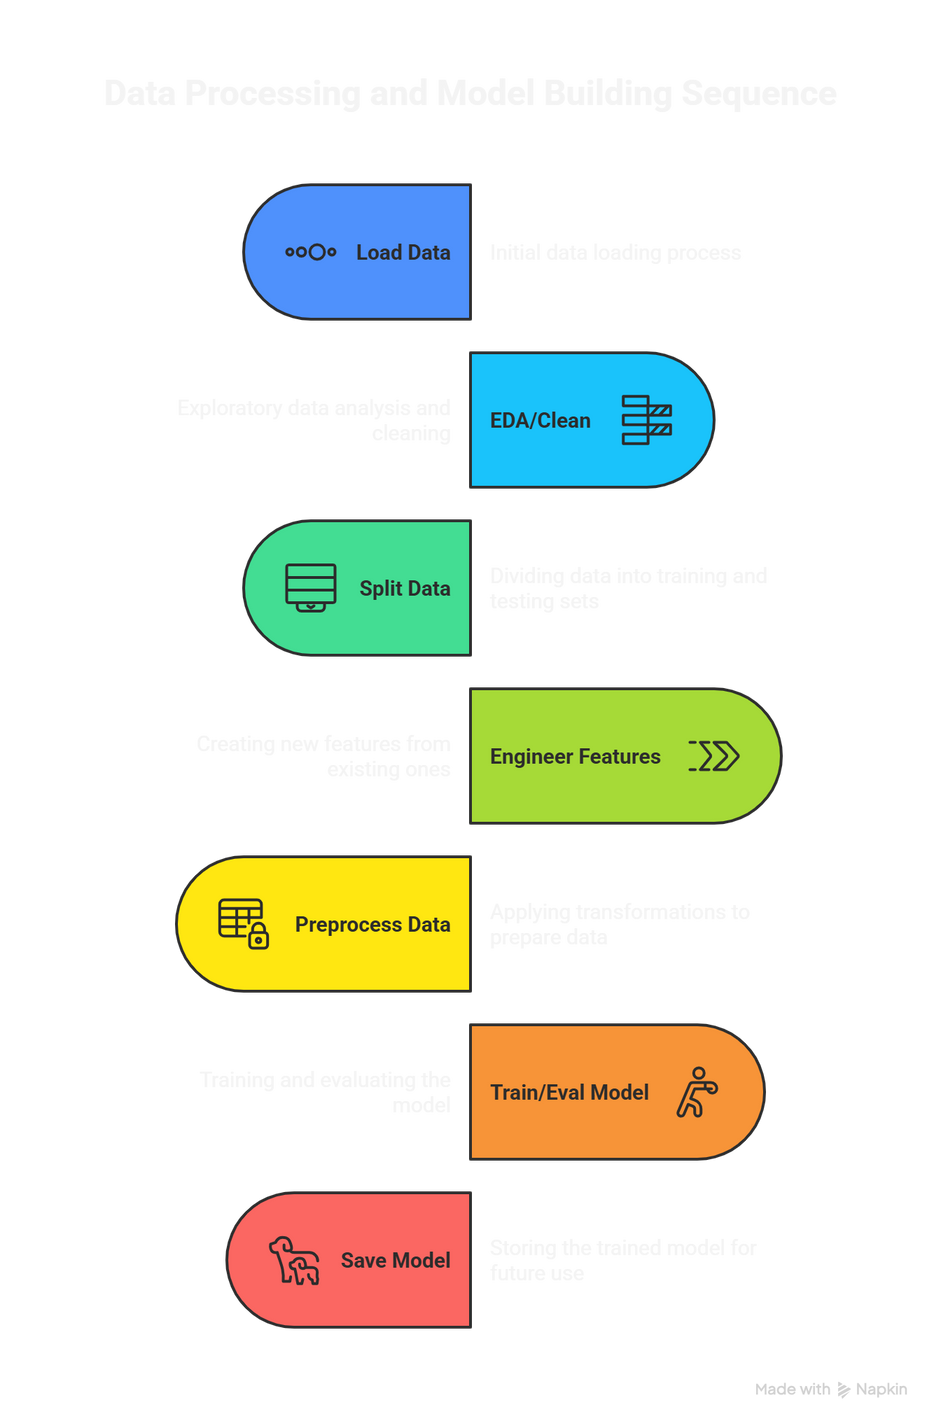 Data Processing and Model Building Sequence
Load Data
Initial data loading process
Exploratory data analysis and
cleaning
EDA/Clean
Split Data
Dividing data into training and
testing sets
Creating new features from
existing ones
Engineer Features
Preprocess Data
Applying transformations to
prepare data
Training and evaluating the
model
Train/Eval Model
Save Model
Storing the trained model for
future use
Made with Napkin